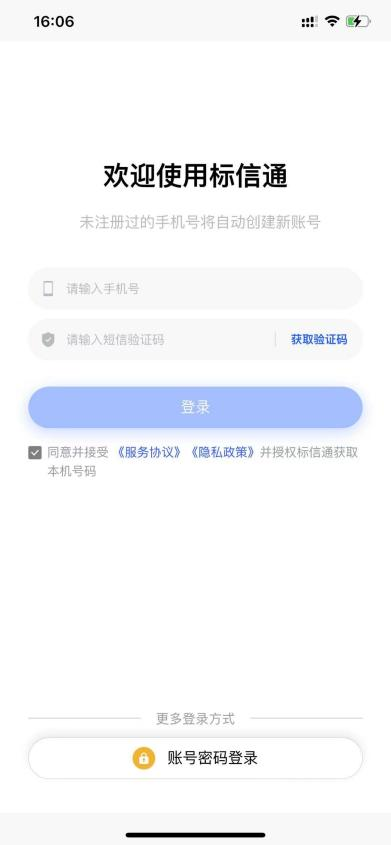 16:06
欢迎使用标信通
未注册过的手机号将自动创建新账号
请输入手机号
请输入短信验证码 获取验证码
登录
同意并接受《服务协议》《隐私政策》并授权标信通获取
本机号码
更多登录方式
账号密码登录